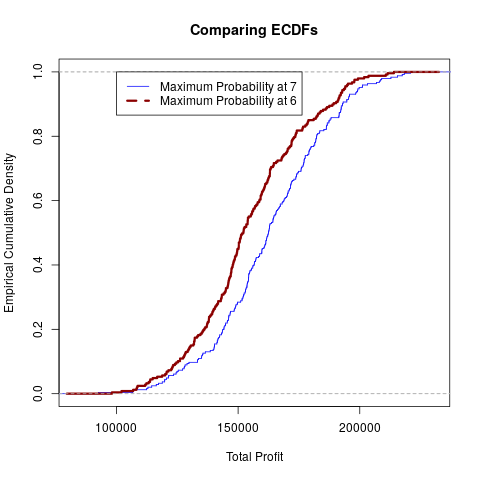 Comparing ECDFs
Maximum Probability at 7
Maximum Probability at 6
Empirical Cumulative Density
1.0
0.8
0.6
0.4
0.2
0.0
100000 150000 200000
Total Profit